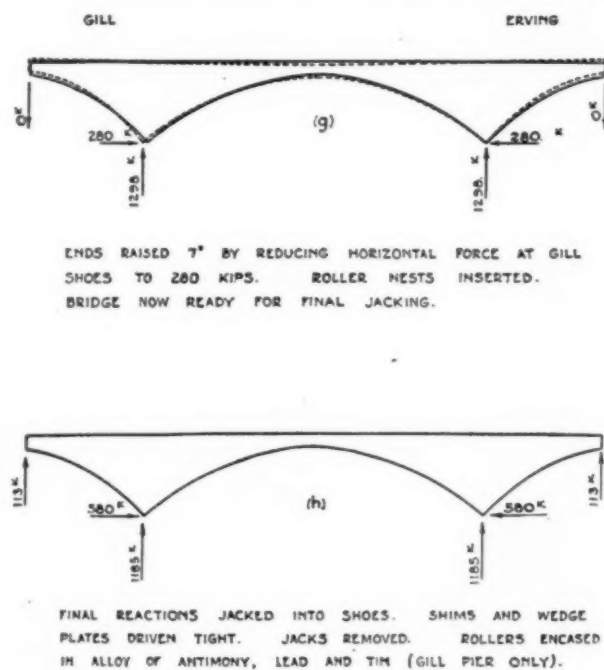 GILL ERVING
0K 0K
(g)
280 K 280. K
1298. K 1298. K
ENDS RAISED 7" BY REDUCING HORIZONTAL FORCE AT GILL
SHOES TO 280 KIPS. ROLLER NESTS INSERTED.
BRIDGE NOW READY FOR FINAL JACKING.
113K 113K
(h)
580K 580K
1185K 1185K
FINAL REACTIONS JACKED INTO SHOES. SHIMS AND WEDGE
PLATES DRIVEN TIGHT. JACKS REMOVED. ROLLERS ENCASED
IN ALLOY OF ANTIMONY, LEAD AND TIN (GILL PIER ONLY).